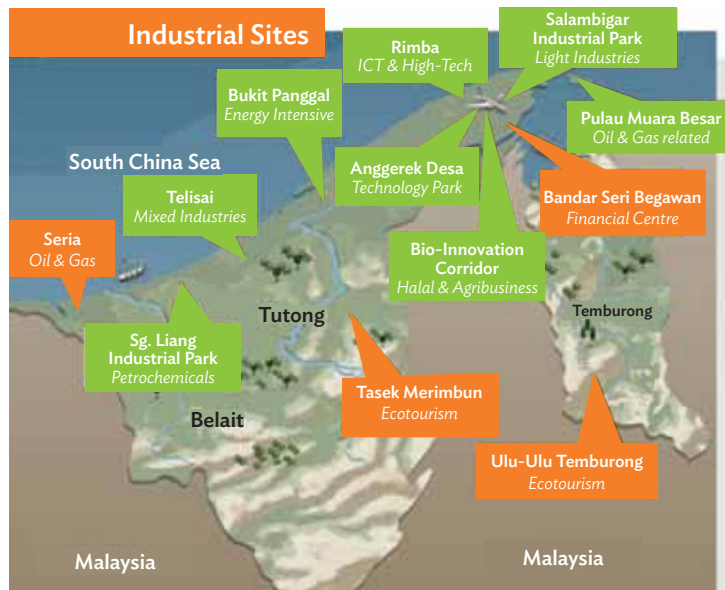 Industrial Sites
Salambigar
Industrial Park
Light Industries
Rimba
ICT & High-Tech
Bukit Panggal
Energy Intensive
Pulau Muara Besar
Oil & Gas related
South China Sea
Anggerek Desa
Technology Park
Bandar Seri Begawan
Financial Centre
Telisai
Mixed Industries
Seria
Oil & Gas
Bio-Innovation
Corridor
Halal & Agribusiness
Tutong
Temburong
Sg. Liang
Industrial Park
Petrochemicals
Tasek Merimbun
Ecotourism
Belait
Ulu-Ulu Temburong
Ecotourism
Malaysia
Malaysia